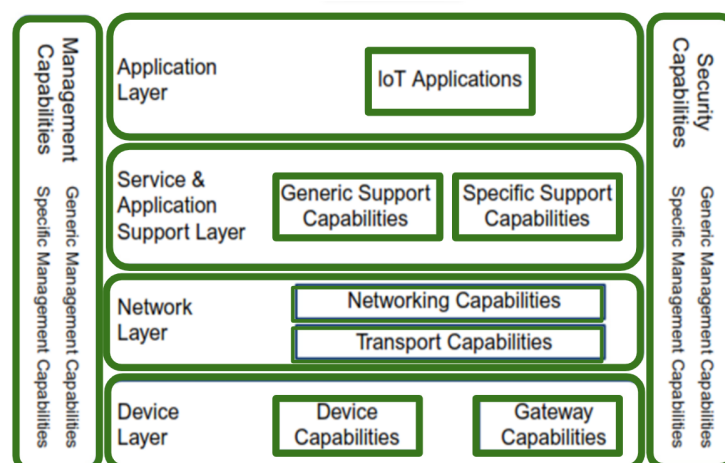 Management
Capabilities
Generic Management Capabilities
Specific Management Capabilities
Application
Layer
IoT Applications
Service &
Application
Support Layer
Generic Support
Capabilities
Specific Support
Capabilities
Network
Layer
Networking Capabilities
Transport Capabilities
Device
Layer
Device
Capabilities
Gateway
Capabilities
Security
Capabilities
Generic Management Capabilities
Specific Management Capabilities